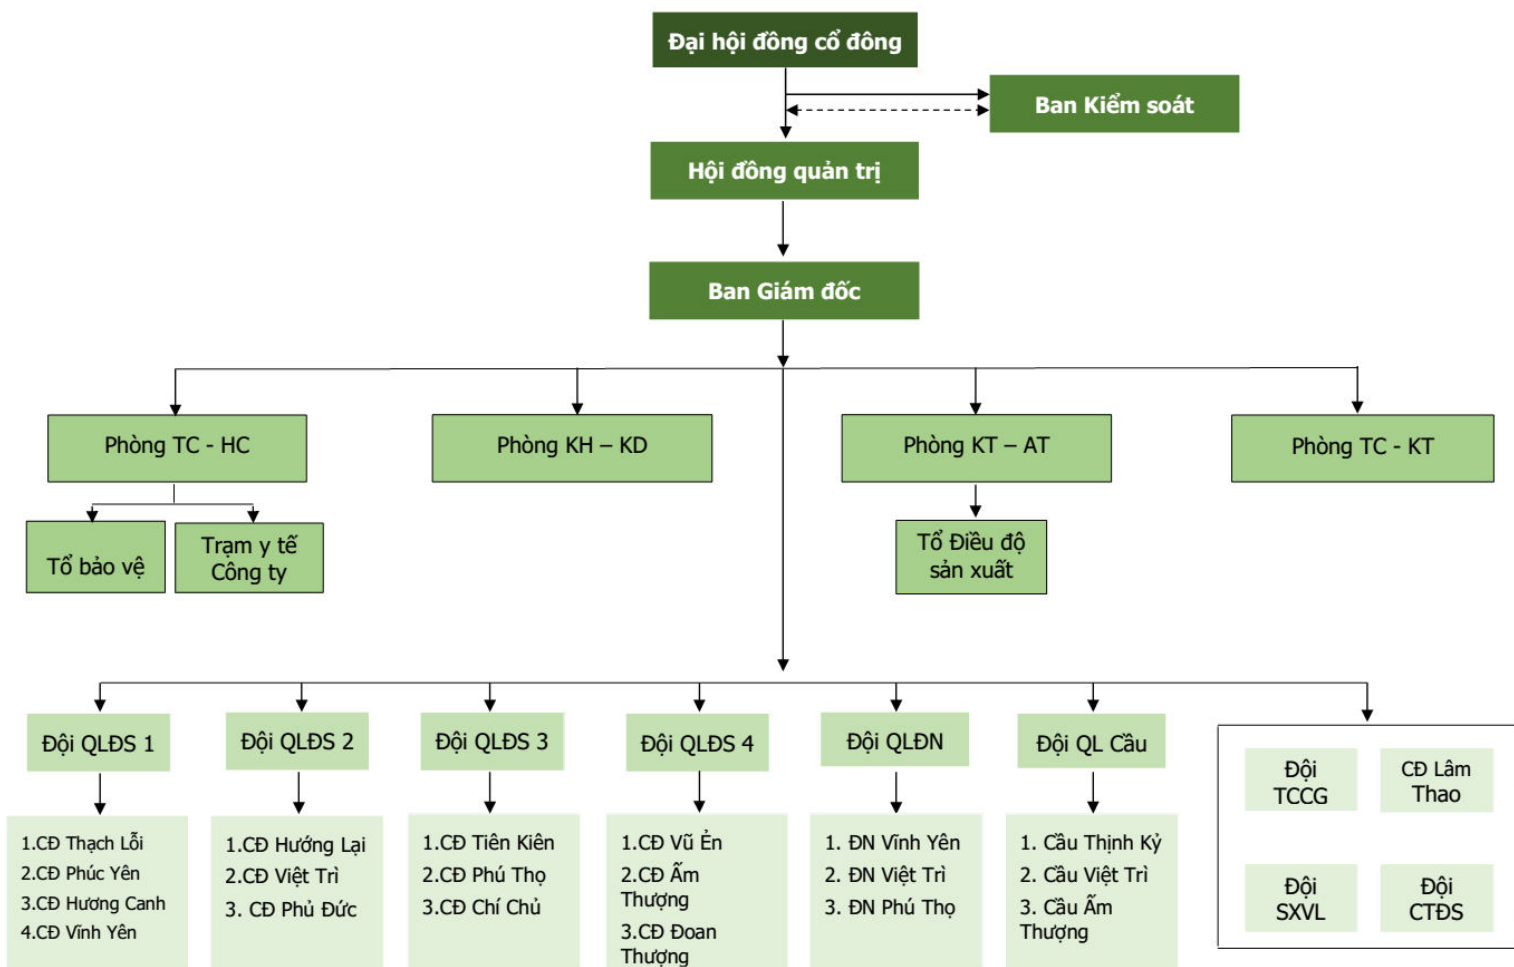 Đại hội đồng cổ đông
Ban Kiểm soát
Hội đồng quản trị
Ban Giám đốc
Phòng TC - HC
Phòng KH – KD
Phòng KT – AT
Phòng TC - KT
Tổ bảo vệ
Trạm y tế
Công ty
Tổ Điều độ
sản xuất
Đội QLĐS 1
Đội QLĐS 2
Đội QLĐS 3
Đội QLĐS 4
Đội QLĐN
Đội QL Cầu
1.CĐ Thạch Lỗi
2.CĐ Phúc Yên
3.CĐ Hương Canh
4.CĐ Vĩnh Yên
1.CĐ Hướng Lại
2.CĐ Việt Trì
3. CĐ Phủ Đức
1.CĐ Tiên Kiên
2.CĐ Phú Thọ
3.CĐ Chí Chủ
1.CĐ Vũ Ẻn
2.CĐ Ấm
Thượng
3.CĐ Đoan
Thượng
1. ĐN Vĩnh Yên
2. ĐN Việt Trì
3. ĐN Phú Thọ
1. Cầu Thịnh Kỷ
2. Cầu Việt Trì
3. Cầu Ấm
Thượng
Đội
TCCG
CĐ Lâm
Thao
Đội
SXVL
Đội
CTĐS